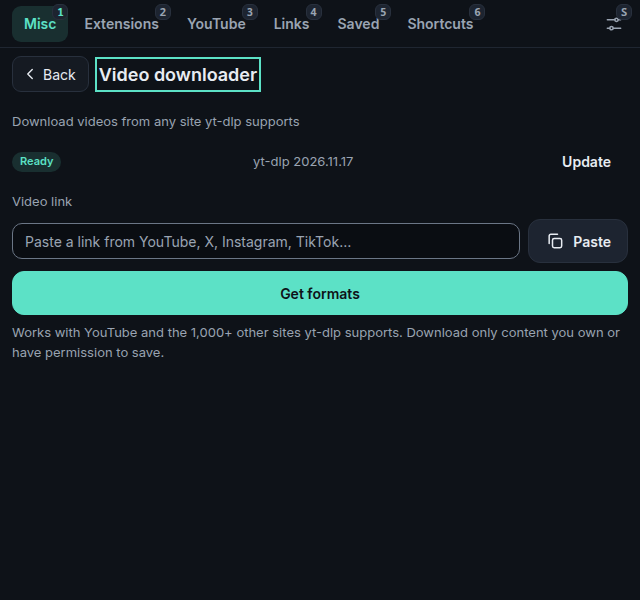 Misc 1 Extensions 2 YouTube 3 Links 4 Saved 5 Shortcuts 6 S
Back Video downloader
Download videos from any site yt-dlp supports
Ready yt-dlp 2026.11.17 Update
Video link
Paste a link from YouTube, X, Instagram, TikTok... Paste
Get formats
Works with YouTube and the 1,000+ other sites yt-dlp supports. Download only content you own or
have permission to save.